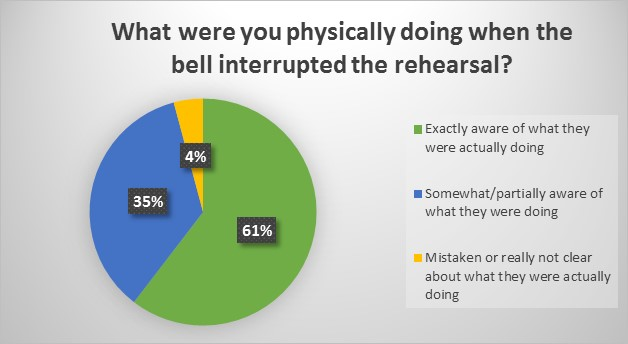 What were you physically doing when the
bell interrupted the rehearsal?
4%
35%
61%
Exactly aware of what they
were actually doing
Somewhat/partially aware of
what they were doing
Mistaken or really not clear
about what they were actually
doing